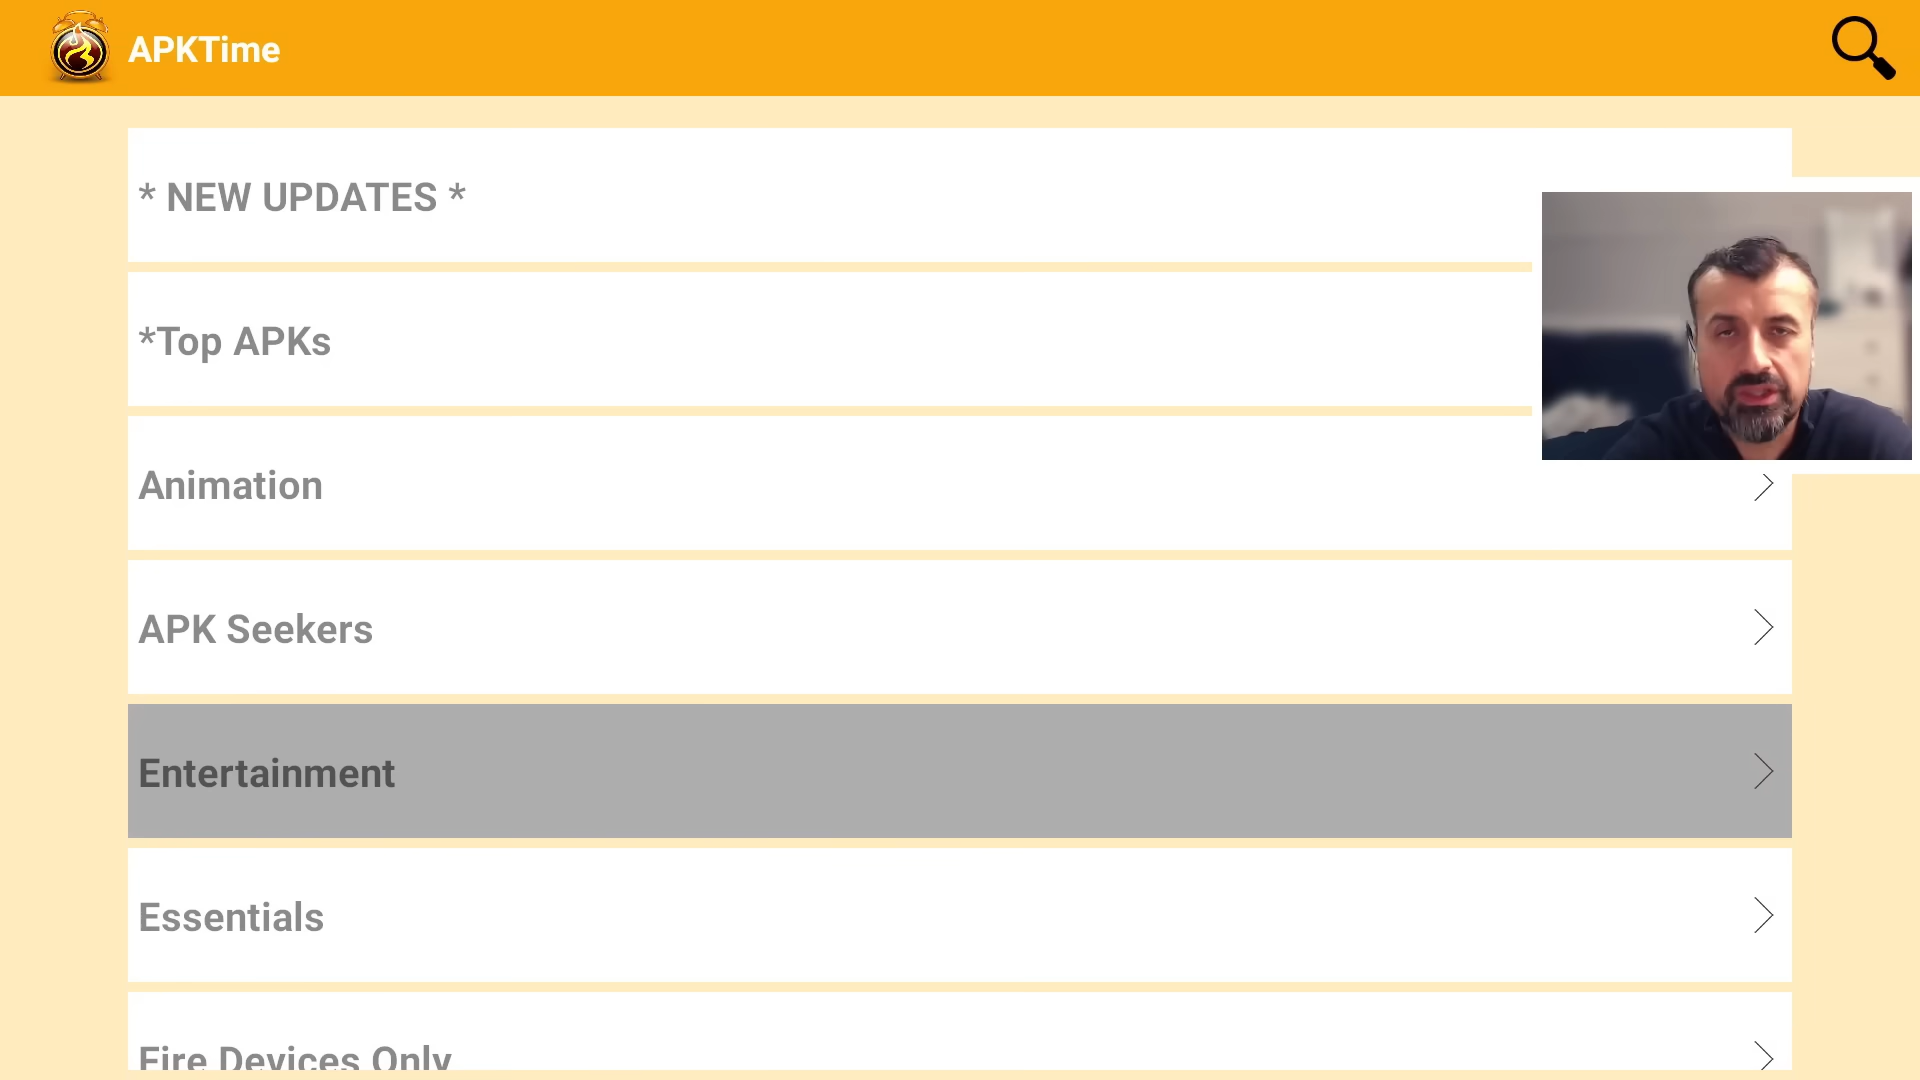 APKTime
* NEW UPDATES *
*Top APKs
Animation
APK Seekers
Entertainment
Essentials
Fire Devices Only